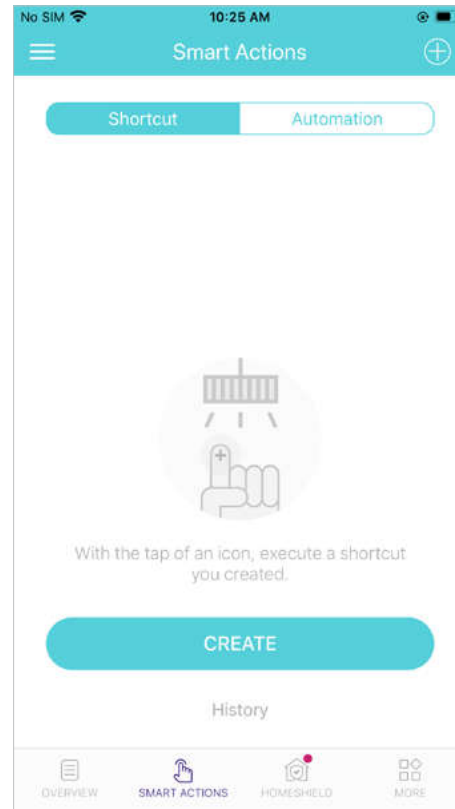 No SIM 10:25 AM
Smart Actions
Shortcut Automation
With the tap of an icon, execute a shortcut
you created.
CREATE
History
OVERVIEW SMART ACTIONS HOMESHIELD MORE